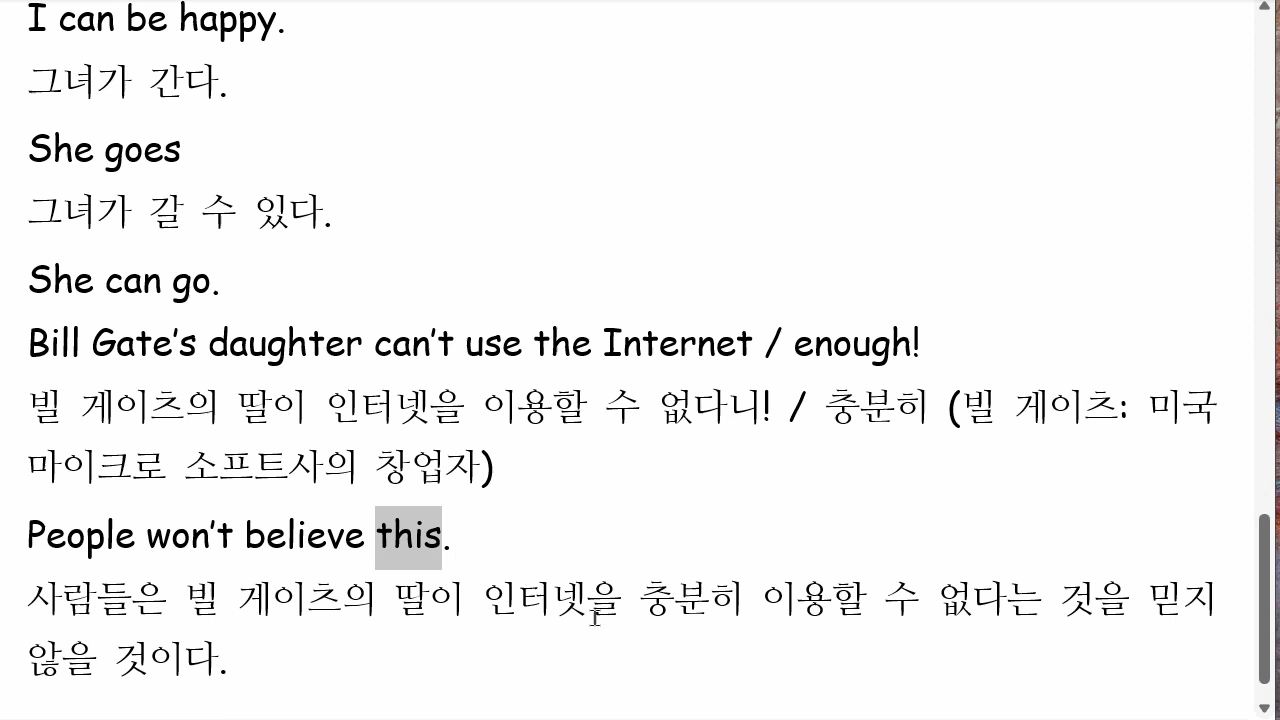 I can be happy.
그녀가 간다.
She goes
그녀가 갈 수 있다.
She can go.
Bill Gate’s daughter can’t use the Internet / enough!
빌 게이츠의 딸이 인터넷을 이용할 수 없다니! / 충분히 (빌 게이츠: 미국
마이크로 소프트사의 창업자)
People won’t believe this.
사람들은 빌 게이츠의 딸이 인터넷을 충분히 이용할 수 없다는 것을 믿지
않을 것이다.